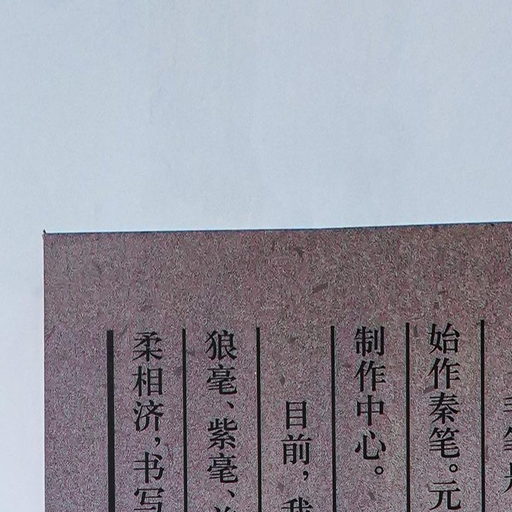 始作秦笔。元
制作中心。
目前，我
狼毫、紫毫、
柔相济，书写